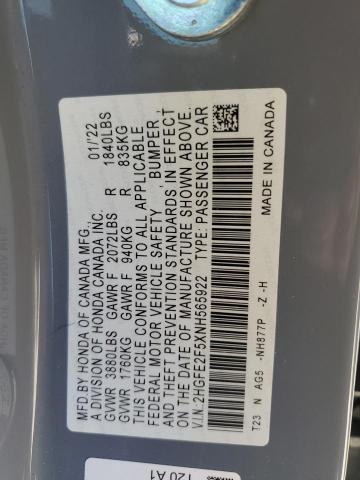 MFD.BY HONDA OF CANADA MFG., 01/22
A DIVISION OF HONDA CANADA INC.
GVWR 3880LBS GAWR F 2072LBS R 1840LBS
GVWR 1760KG GAWR F 940KG R 835KG
THIS VEHICLE CONFORMS TO ALL APPLICABLE
FEDERAL MOTOR VEHICLE SAFETY , BUMPER ,
AND THEFT PREVENTION STANDARDS IN EFFECT
ON THE DATE OF MANUFACTURE SHOWN ABOVE.
V.I.N:2HGFE2F5XNH565922 TYPE: PASSENGER CAR
T23 N AG5 -NH877P -Z -H MADE IN CANADA
T20 A1